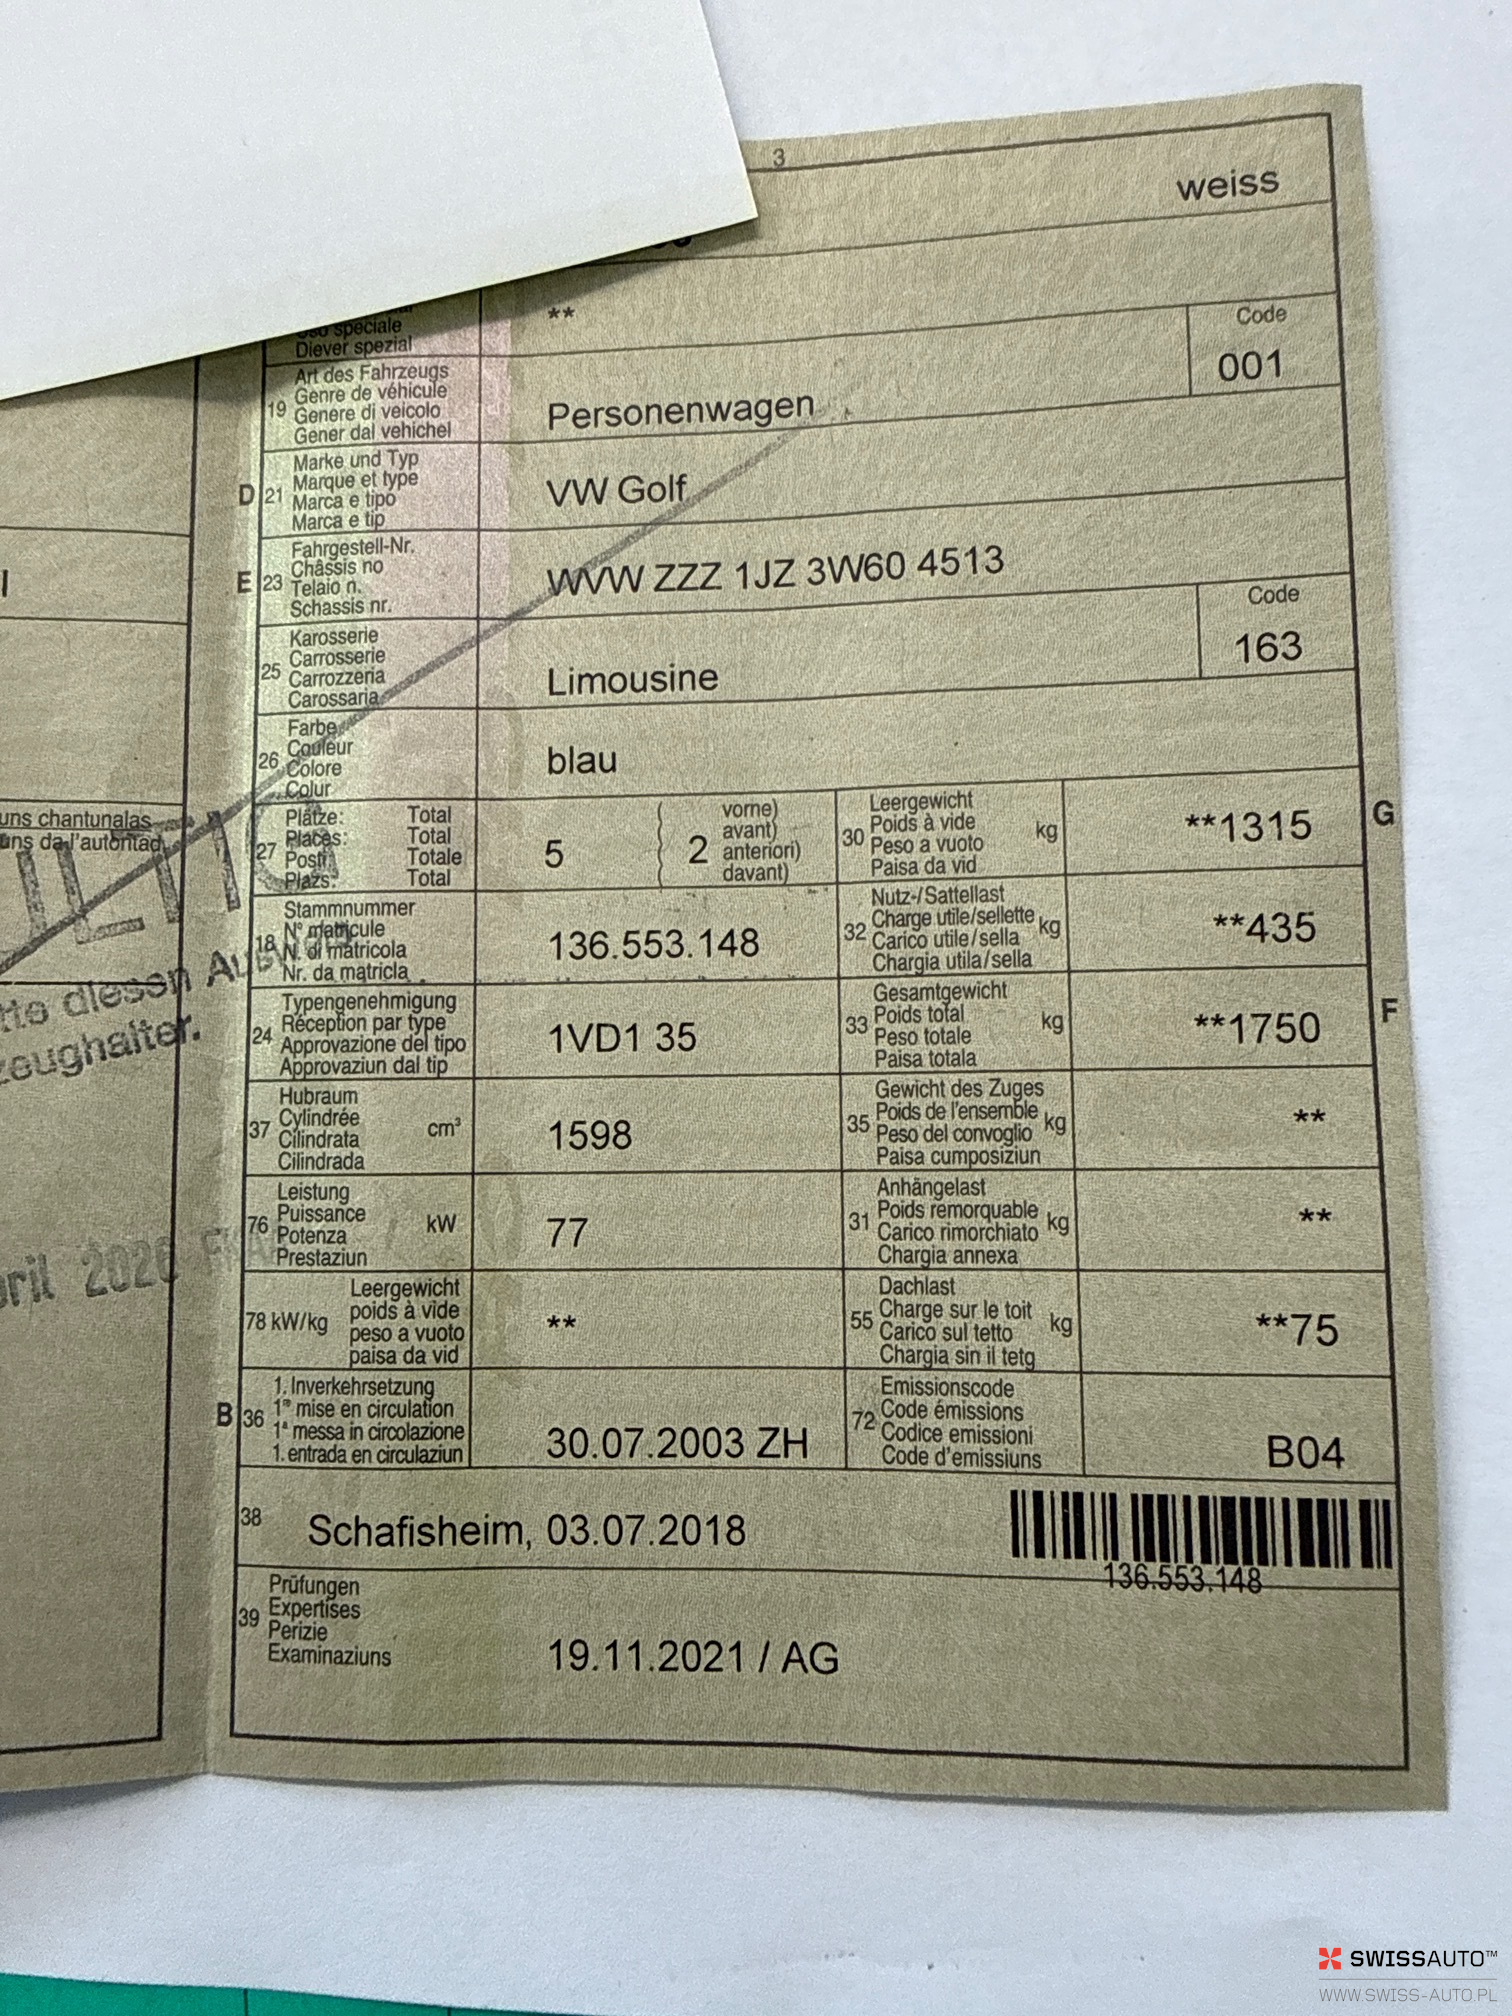 3
weiss
**
Uso speciale
Diever spezial
Code
001
19
Art des Fahrzeugs
Genre de véhicule
Genere di veicolo
Gener dal vehichel
Personenwagen
D
21
Marke und Typ
Marque et type
Marca e tipo
Marca e tip
VW Golf
E
23
Fahrgestell-Nr.
Châssis no
Telaio n.
Schassis nr.
WVW ZZZ 1JZ 3W60 4513
Code
163
25
Karosserie
Carrosserie
Carrozzeria
Carossaria
Limousine
26
Farbe
Couleur
Colore
Colur
blau
27
Plätze: Total
Places: Total
Posti: Totale
Plazs: Total
5
2
vorne)
avant)
anteriori)
davant)
30
Leergewicht
Poids à vide
Peso a vuoto
Paisa da vid
kg
**1315
G
18
Stammnummer
N° matricule
N. di matricola
Nr. da matricla
136.553.148
32
Nutz-/Sattellast
Charge utile/sellette
Carico utile/sella
Chargia utila/sella
kg
**435
24
Typengenehmigung
Réception par type
Approvazione del tipo
Approvaziun dal tip
1VD1 35
33
Gesamtgewicht
Poids total
Peso totale
Paisa totala
kg
**1750
F
37
Hubraum
Cylindrée
Cilindrata
Cilindrada
cm³
1598
35
Gewicht des Zuges
Poids de l'ensemble
Peso del convoglio
Paisa cumposiziun
kg
**
76
Leistung
Puissance
Potenza
Prestaziun
kW
77
31
Anhängelast
Poids remorquable
Carico rimorchiato
Chargia annexa
kg
**
78 kW/kg
Leergewicht
poids à vide
peso a vuoto
paisa da vid
**
55
Dachlast
Charge sur le toit
Carico sul tetto
Chargia sin il tetg
kg
**75
B
36
1. Inverkehrsetzung
1re mise en circulation
1a messa in circolazione
1. entrada en circulaziun
30.07.2003 ZH
72
Emissionscode
Code émissions
Codice emissioni
Code d'emissiuns
B04
38
Schafisheim, 03.07.2018
136.553.148
39
Prüfungen
Expertises
Perizie
Examinaziuns
19.11.2021 / AG
uns chantunalas
uns da l'autoritad
diesen
zeughalter.
2026
SWISSAUTO™
WWW.SWISS-AUTO.PL